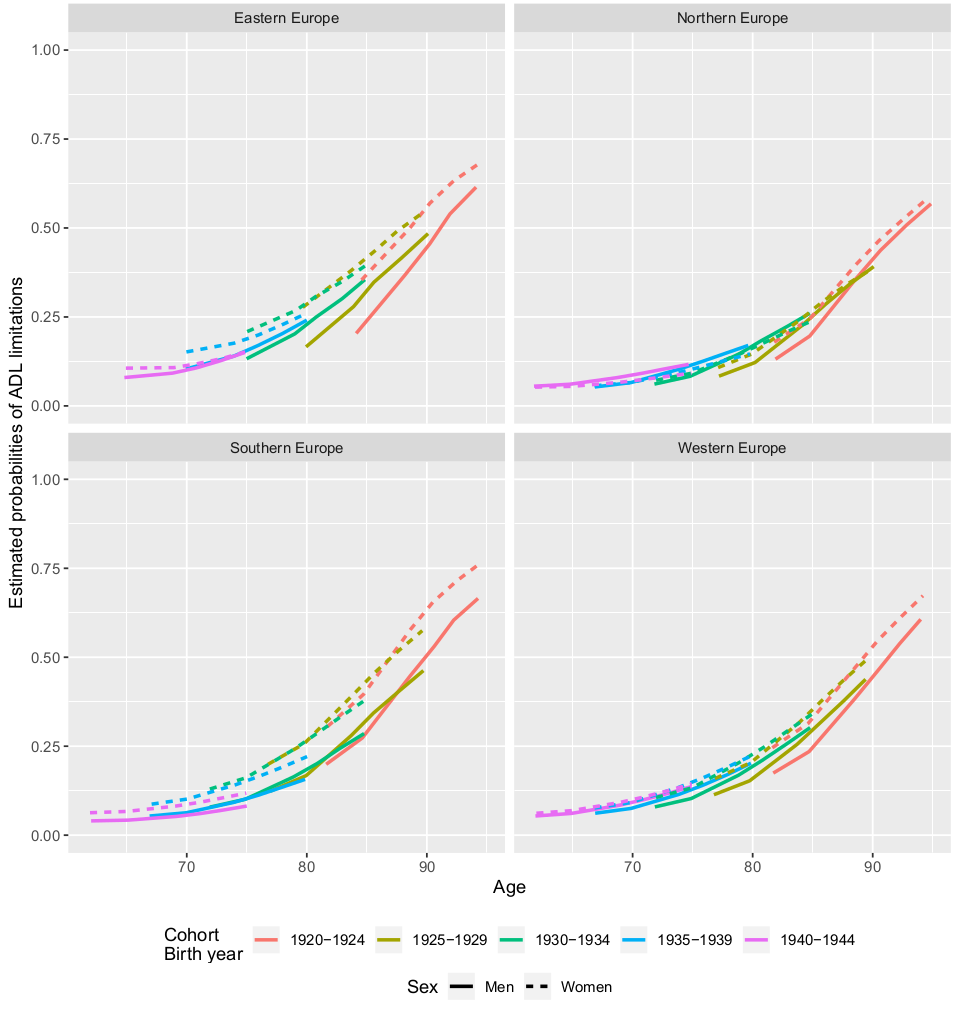 Eastern Europe
Northern Europe
1.00
0.75
0.50
0.25
0.00
Southern Europe
Western Europe
1.00
0.75
0.50
0.25
0.00
70 80 90
70 80 90
Estimated probabilities of ADL limitations
Age
Cohort
Birth year
1920−1924
1925−1929
1930−1934
1935−1939
1940−1944
Sex
Men
Women